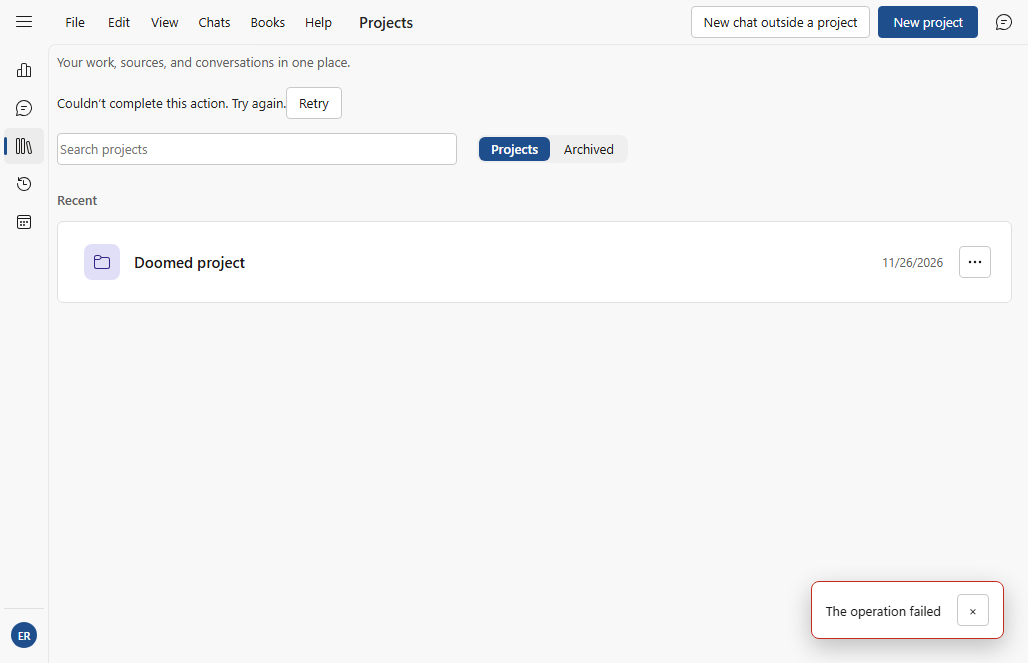 File Edit View Chats Books Help Projects New chat outside a project New project
Your work, sources, and conversations in one place.
Couldn't complete this action. Try again. Retry
Search projects Projects Archived
Recent
Doomed project 11/26/2026 ...
The operation failed ×
ER